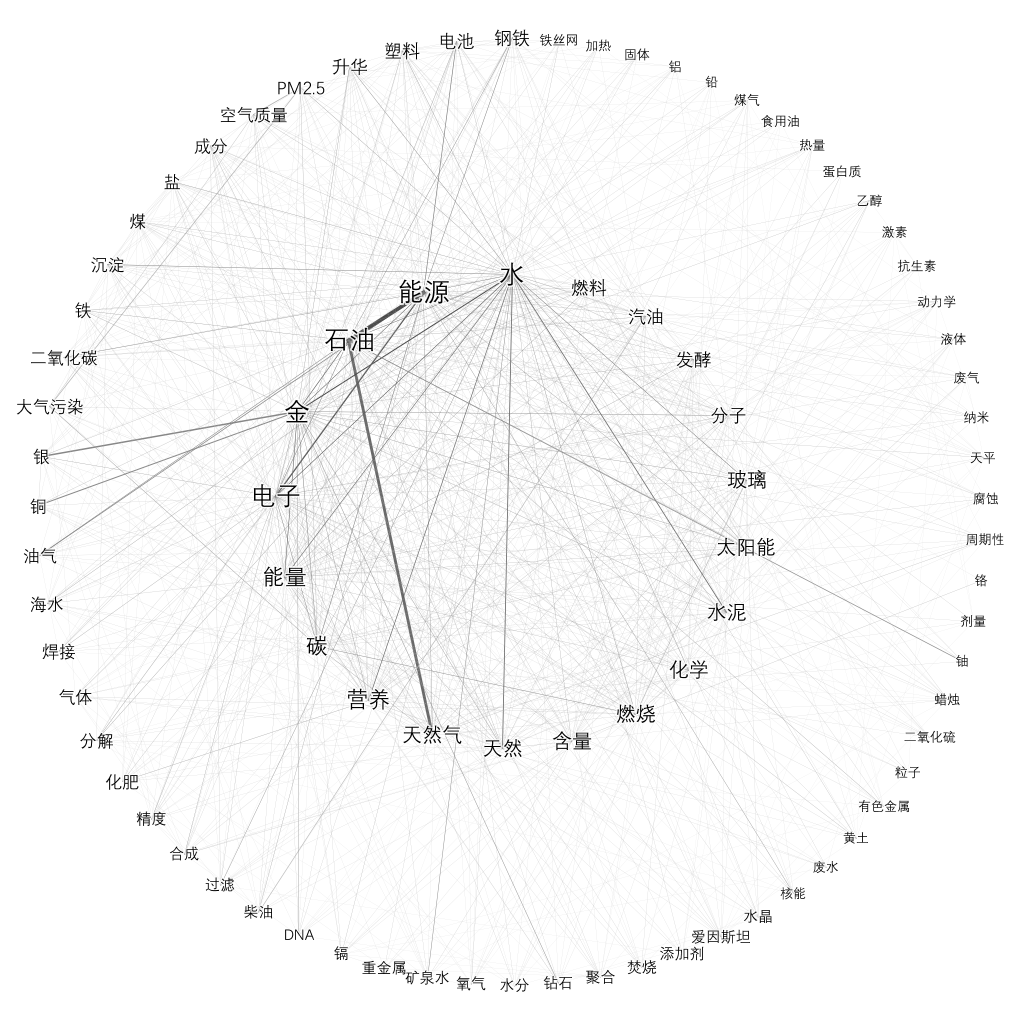 钢铁
铁丝网
加热
固体
铝
铅
煤气
食用油
热量
蛋白质
乙醇
激素
抗生素
动力学
液体
废气
纳米
天平
腐蚀
周期性
铬
剂量
铀
蜡烛
二氧化硫
粒子
有色金属
黄土
废水
核能
水晶
爱因斯坦
添加剂
焚烧
聚合
钻石
水分
氧气
矿泉水
重金属
镉
DNA
柴油
过滤
合成
精度
化肥
分解
气体
焊接
海水
油气
铜
银
大气污染
二氧化碳
铁
沉淀
煤
盐
成分
空气质量
PM2.5
升华
塑料
电池
水
燃料
汽油
发酵
分子
玻璃
太阳能
水泥
化学
燃烧
含量
天然
天然气
营养
碳
能量
电子
金
石油
能源